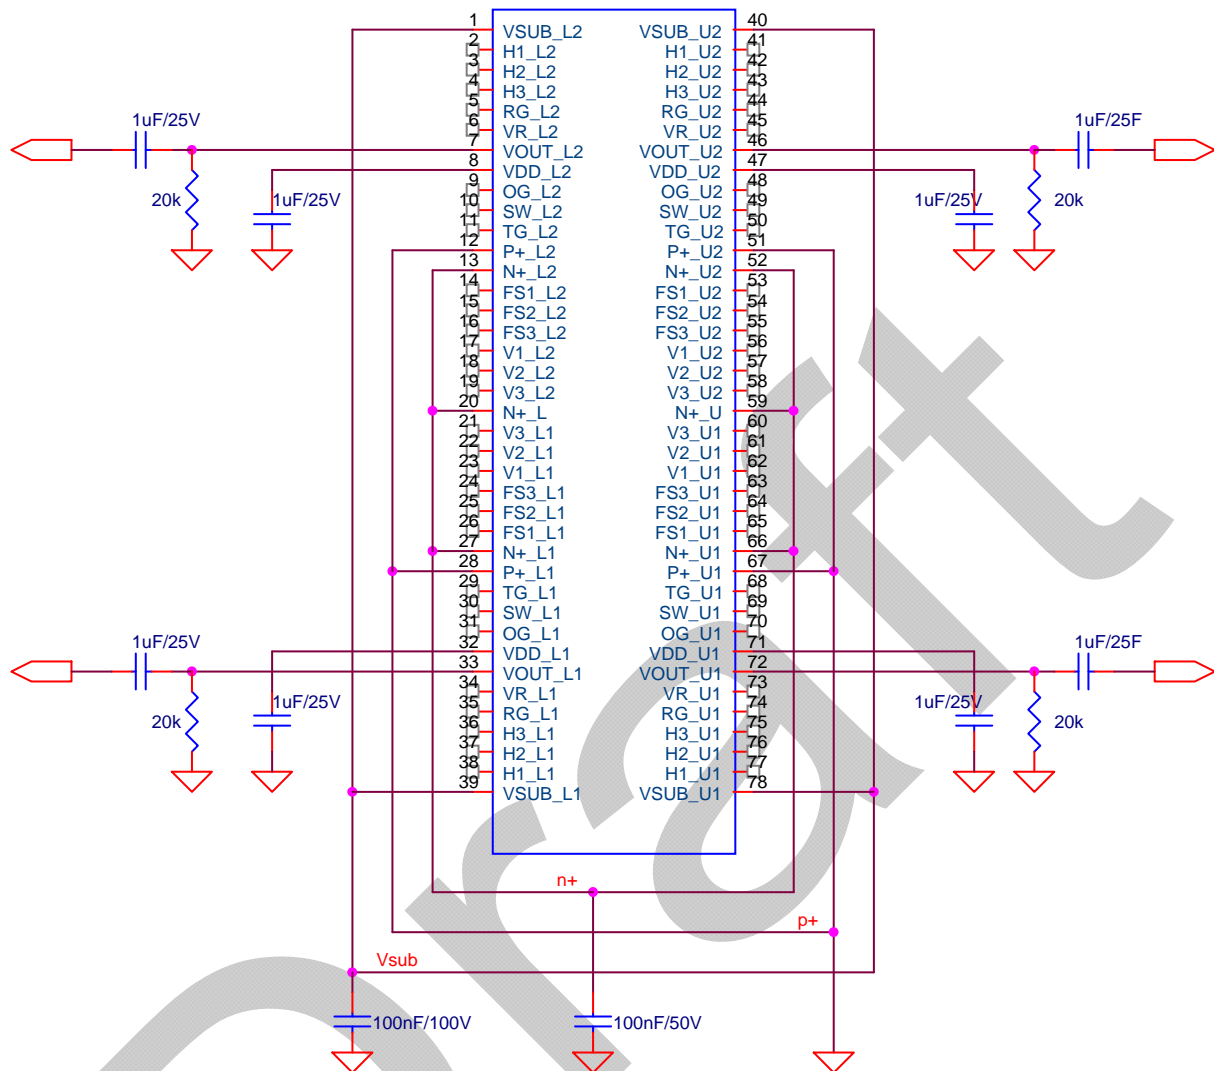 1 VSUB_L2 VSUB_U2 40
2 H1_L2 H1_U2 41
3 H2_L2 H2_U2 42
4 H3_L2 H3_U2 43
5 RG_L2 RG_U2 44
1uF/25V 6 VR_L2 VR_U2 45 1uF/25F
7 VOUT_L2 VOUT_U2 46
8 VDD_L2 VDD_U2 47
20k 1uF/25V 9 OG_L2 OG_U2 48 1uF/25V 20k
10 SW_L2 SW_U2 49
11 TG_L2 TG_U2 50
12 P+_L2 P+_U2 51
13 N+_L2 N+_U2 52
14 FS1_L2 FS1_U2 53
15 FS2_L2 FS2_U2 54
16 FS3_L2 FS3_U2 55
17 V1_L2 V1_U2 56
18 V2_L2 V2_U2 57
19 V3_L2 V3_U2 58
20 N+_L N+_U 59
21 V3_L1 V3_U1 60
22 V2_L1 V2_U1 61
23 V1_L1 V1_U1 62
24 FS3_L1 FS3_U1 63
25 FS2_L1 FS2_U1 64
26 FS1_L1 FS1_U1 65
27 N+_L1 N+_U1 66
28 P+_L1 P+_U1 67
29 TG_L1 TG_U1 68
30 SW_L1 SW_U1 69
31 OG_L1 OG_U1 70
1uF/25V 32 VDD_L1 VDD_U1 71 1uF/25F
33 VOUT_L1 VOUT_U1 72
34 VR_L1 VR_U1 73
20k 1uF/25V 35 RG_L1 RG_U1 74 1uF/25V 20k
36 H3_L1 H3_U1 75
37 H2_L1 H2_U1 76
38 H1_L1 H1_U1 77
39 VSUB_L1 VSUB_U1 78
n+
p+
Vsub
100nF/100V 100nF/50V
Draft